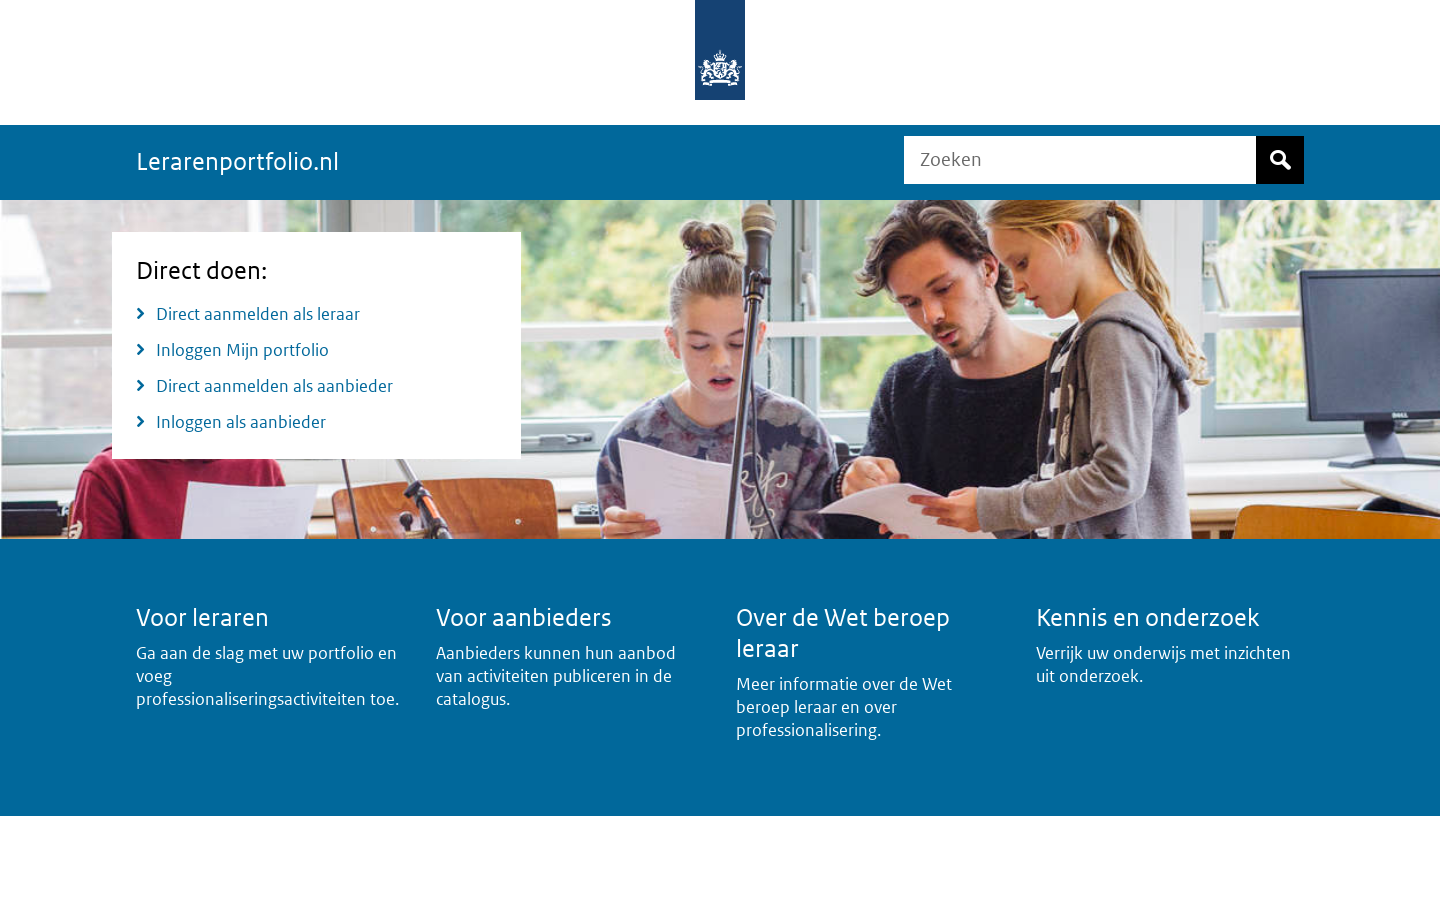 Lerarenportfolio.nl
Zoeken
Direct doen:
Direct aanmelden als leraar
Inloggen Mijn portfolio
Direct aanmelden als aanbieder
Inloggen als aanbieder
DELL
Voor leraren
Ga aan de slag met uw portfolio en
voeg
professionaliseringsactiviteiten toe.
Voor aanbieders
Aanbieders kunnen hun aanbod
van activiteiten publiceren in de
catalogus.
Over de Wet beroep
leraar
Meer informatie over de Wet
beroep leraar en over
professionalisering.
Kennis en onderzoek
Verrijk uw onderwijs met inzichten
uit onderzoek.